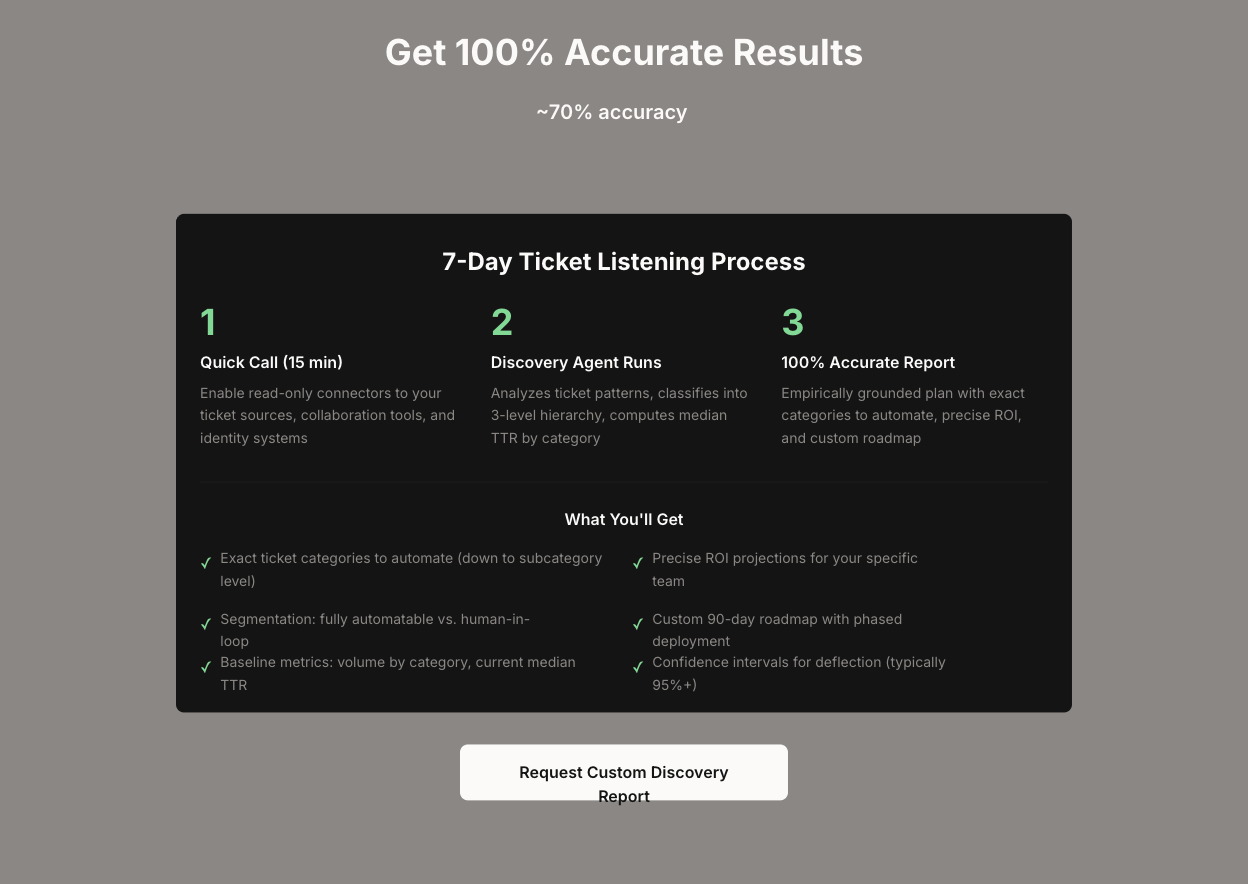 Get 100% Accurate Results
~70% accuracy
7-Day Ticket Listening Process
1
Quick Call (15 min)
Enable read-only connectors to your
ticket sources, collaboration tools, and
identity systems
2
Discovery Agent Runs
Analyzes ticket patterns, classifies into
3-level hierarchy, computes median
TTR by category
3
100% Accurate Report
Empirically grounded plan with exact
categories to automate, precise ROI,
and custom roadmap
What You'll Get
✓ Exact ticket categories to automate (down to subcategory
level)
✓ Precise ROI projections for your specific
team
✓ Segmentation: fully automatable vs. human-in-
loop
✓ Custom 90-day roadmap with phased
deployment
✓ Baseline metrics: volume by category, current median
TTR
✓ Confidence intervals for deflection (typically
95%+)
Request Custom Discovery
Report